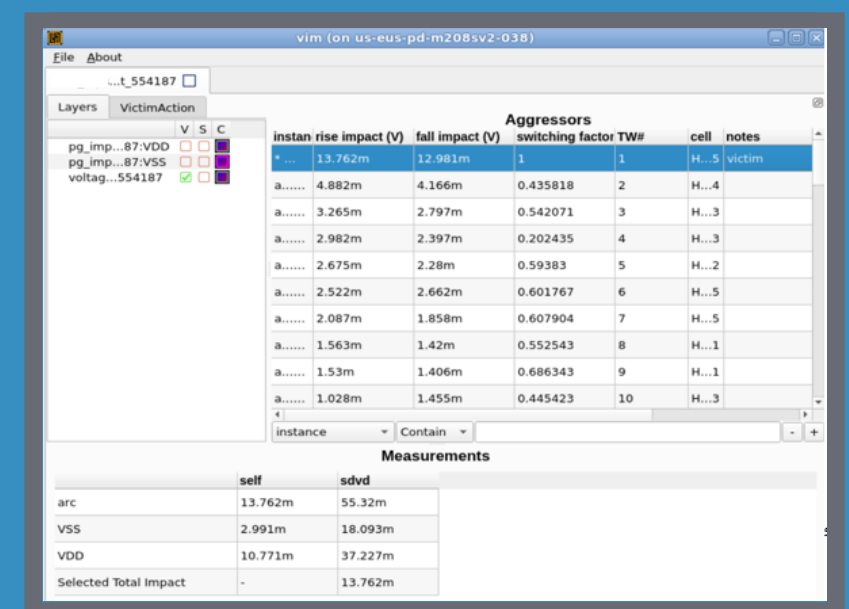 vim (on us-eus-pd-m208sv2-038)
File About
...t_554187
Layers VictimAction
V S C
pg_imp...87:VDD
pg_imp...87:VSS
voltag...554187
Aggressors
instan rise impact (V) fall impact (V) switching factor TW# cell notes
* ... 13.762m 12.981m 1 1 H...5 victim
a...... 4.882m 4.166m 0.435818 2 H...4
a...... 3.265m 2.797m 0.542071 3 H...3
a...... 2.982m 2.397m 0.202435 4 H...3
a...... 2.675m 2.28m 0.59383 5 H...2
a...... 2.522m 2.662m 0.601767 6 H...5
a...... 2.087m 1.858m 0.607904 7 H...5
a...... 1.563m 1.42m 0.552543 8 H...1
a...... 1.53m 1.406m 0.686343 9 H...1
a...... 1.028m 1.455m 0.445423 10 H...3
instance Contain - +
Measurements
self sdvd
arc 13.762m 55.32m
VSS 2.991m 18.093m
VDD 10.771m 37.227m
Selected Total Impact - 13.762m